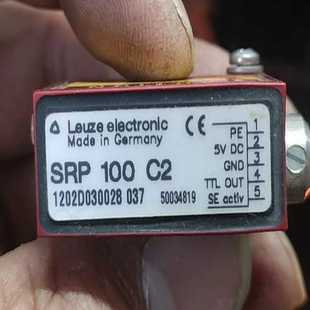 Leuze electronic
Made in Germany
CE
SRP 100 C2
1202D030028 037
50034819
PE 1
5V DC 2
GND 3
TTL OUT 4
SE activ 5